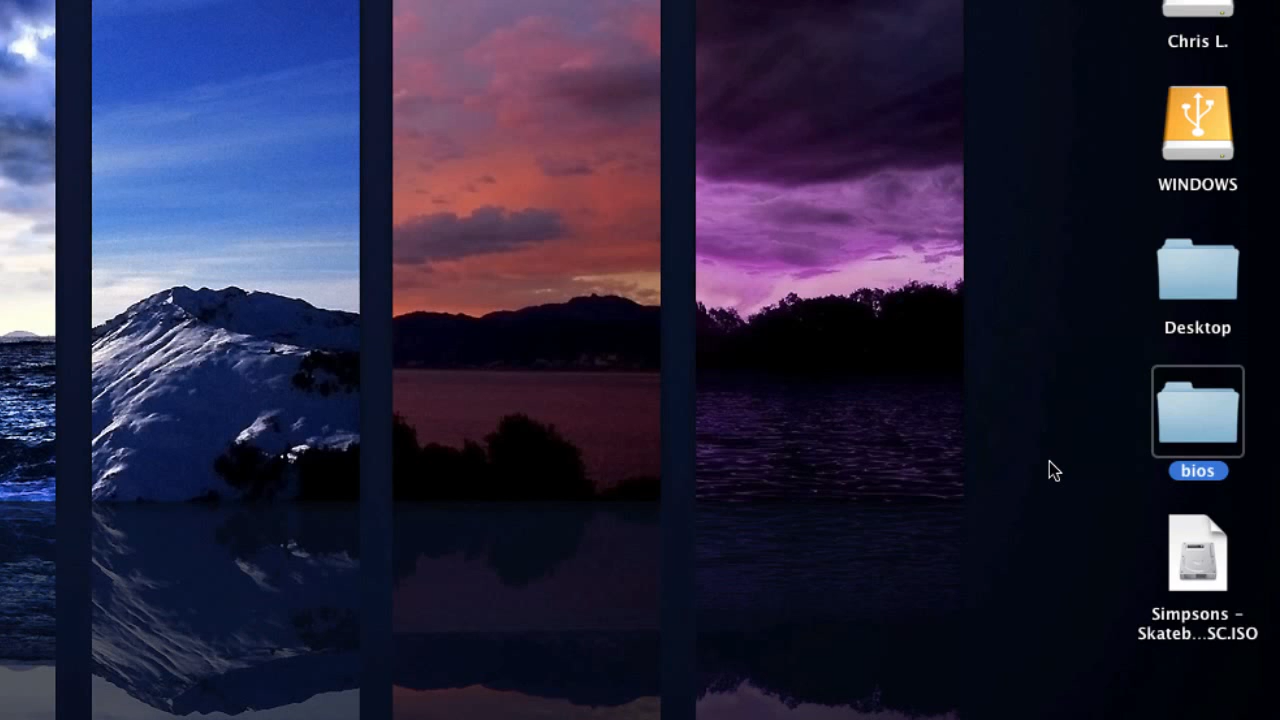 Chris L.
WINDOWS
Desktop
bios
Simpsons –
Skateb...SC.ISO